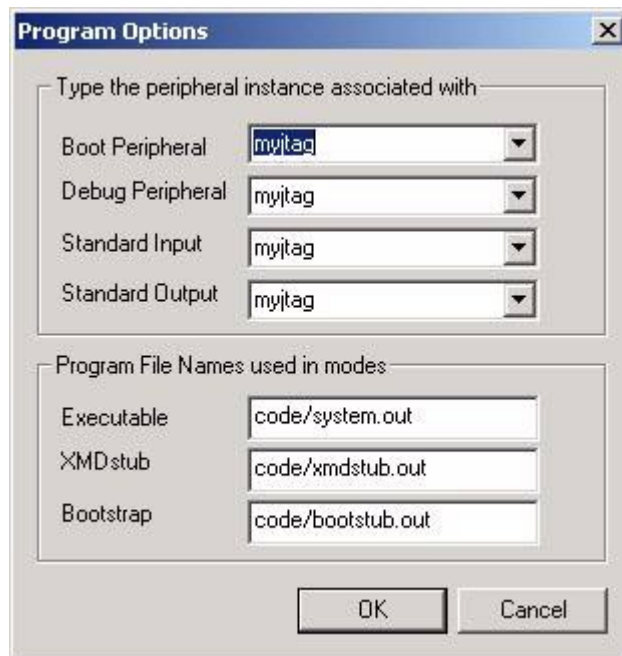 Program Options
Type the peripheral instance associated with
Boot Peripheral myjtag
Debug Peripheral myjtag
Standard Input myjtag
Standard Output myjtag
Program File Names used in modes
Executable code/system.out
XMDstub code/xmdstub.out
Bootstrap code/bootstub.out
OK Cancel